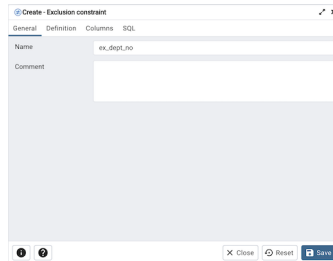 Create - Exclusion constraint
General Definition Columns SQL
Name ex_dept_no
Comment
Close Reset Save